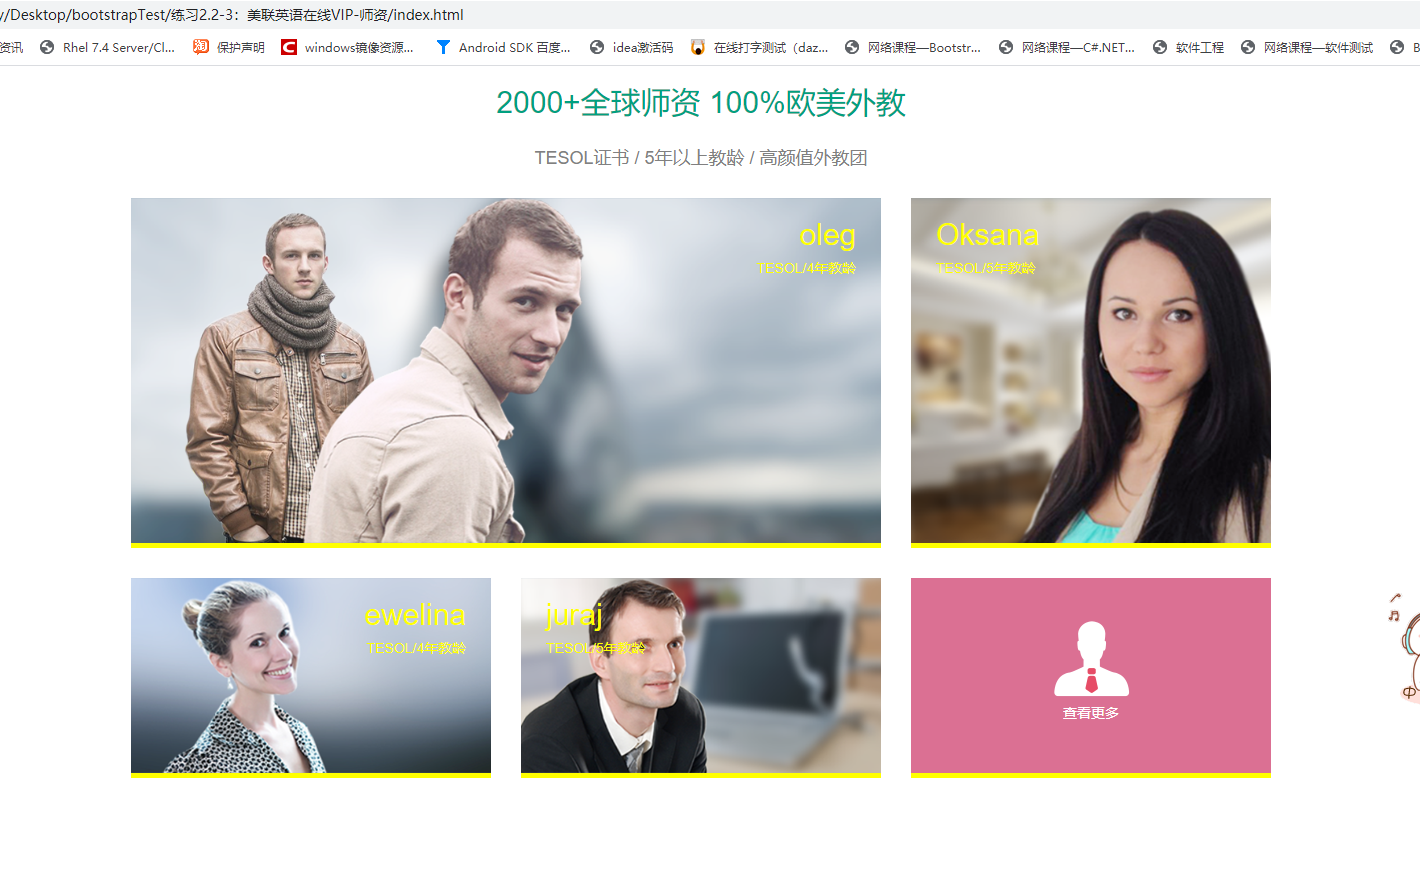 y/Desktop/bootstrapTest/练习2.2-3：美联英语在线VIP-师资/index.html
资讯 Rhel 7.4 Server/Cl... 淘 保护声明 C windows镜像资源... Android SDK 百度... idea激活码 在线打字测试（daz... 网络课程—Bootstr... 网络课程—C#.NET... 软件工程 网络课程—软件测试 B
2000+全球师资 100%欧美外教
TESOL证书 / 5年以上教龄 / 高颜值外教团
oleg
TESOL/4年教龄
Oksana
TESOL/5年教龄
ewelina
TESOL/4年教龄
juraj
TESOL/5年教龄
查看更多